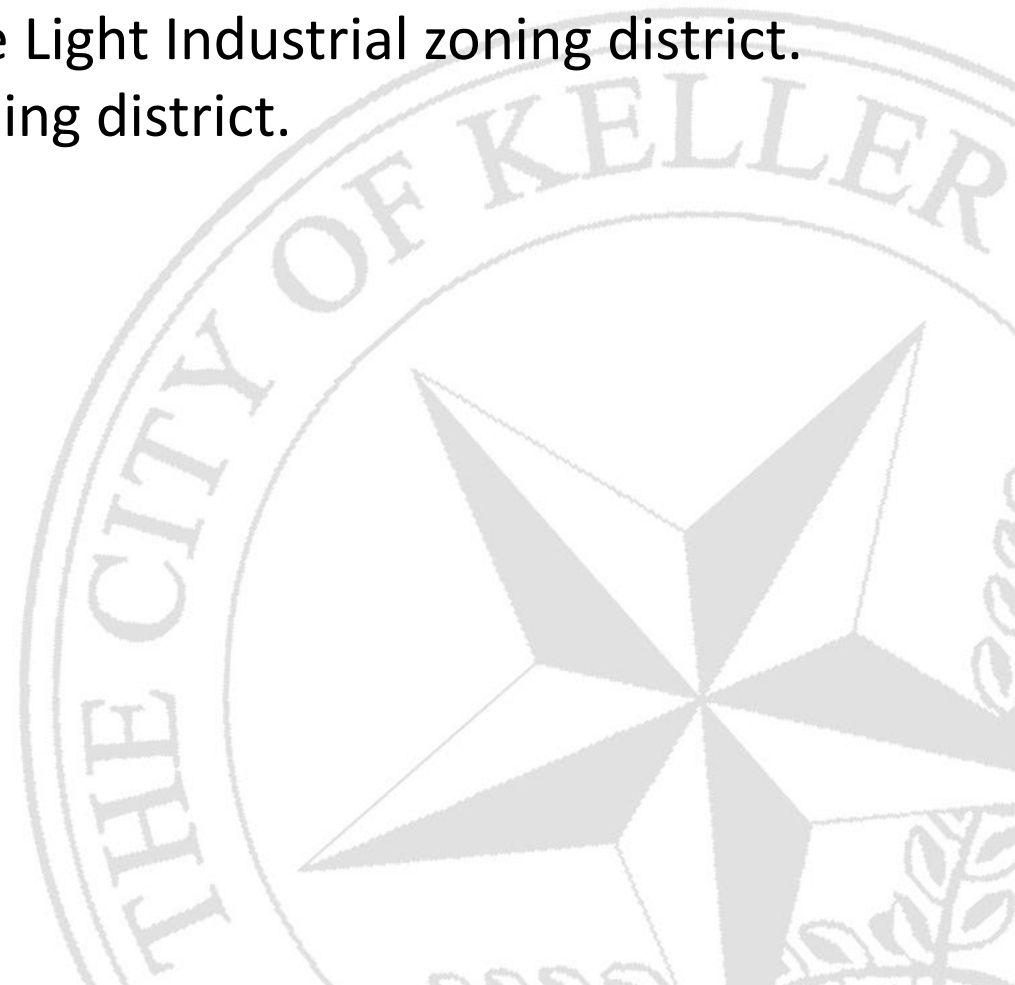 e Light Industrial zoning district.
ing district.
THE CITY OF KELLER